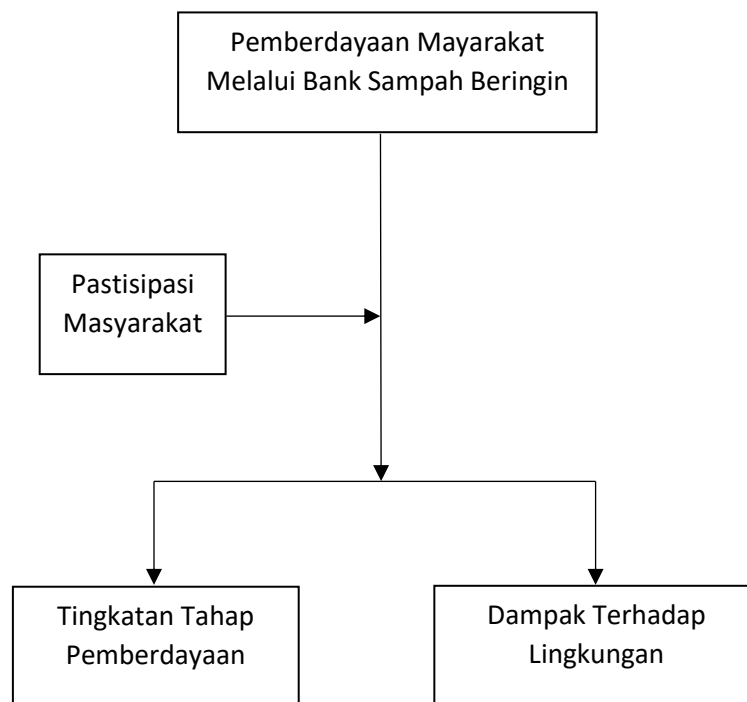 Pemberdayaan Mayarakat
Melalui Bank Sampah Beringin
Pastisipasi
Masyarakat
Tingkatan Tahap
Pemberdayaan
Dampak Terhadap
Lingkungan